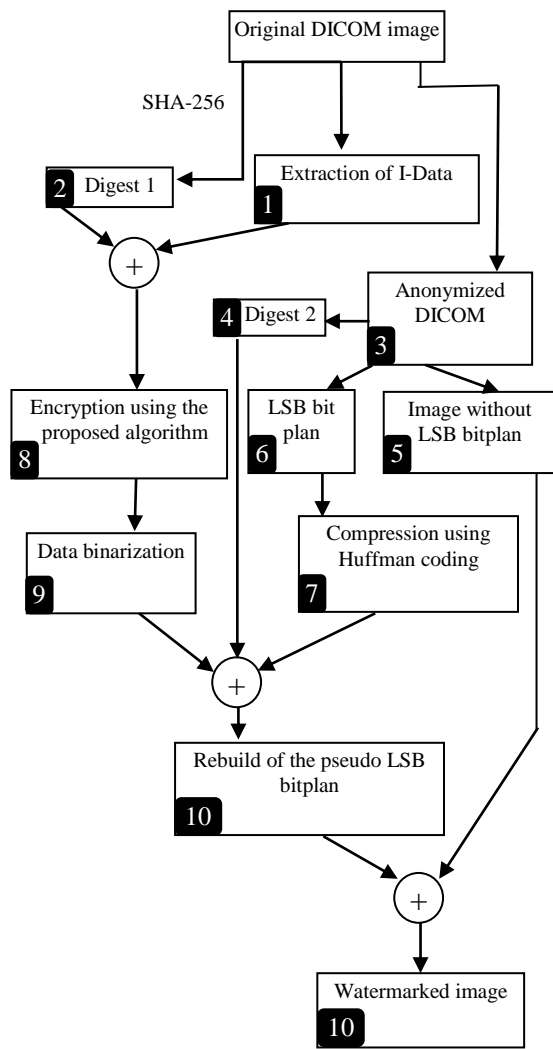 Original DICOM image
SHA-256
Extraction of I-Data
1
Digest 1
2
+
Anonymized
DICOM
3
Digest 2
4
Encryption using the
proposed algorithm
8
LSB bit
plan
6
Image without
LSB bitplan
5
Data binarization
9
Compression using
Huffman coding
7
+
Rebuild of the pseudo LSB
bitplan
10
+
Watermarked image
10